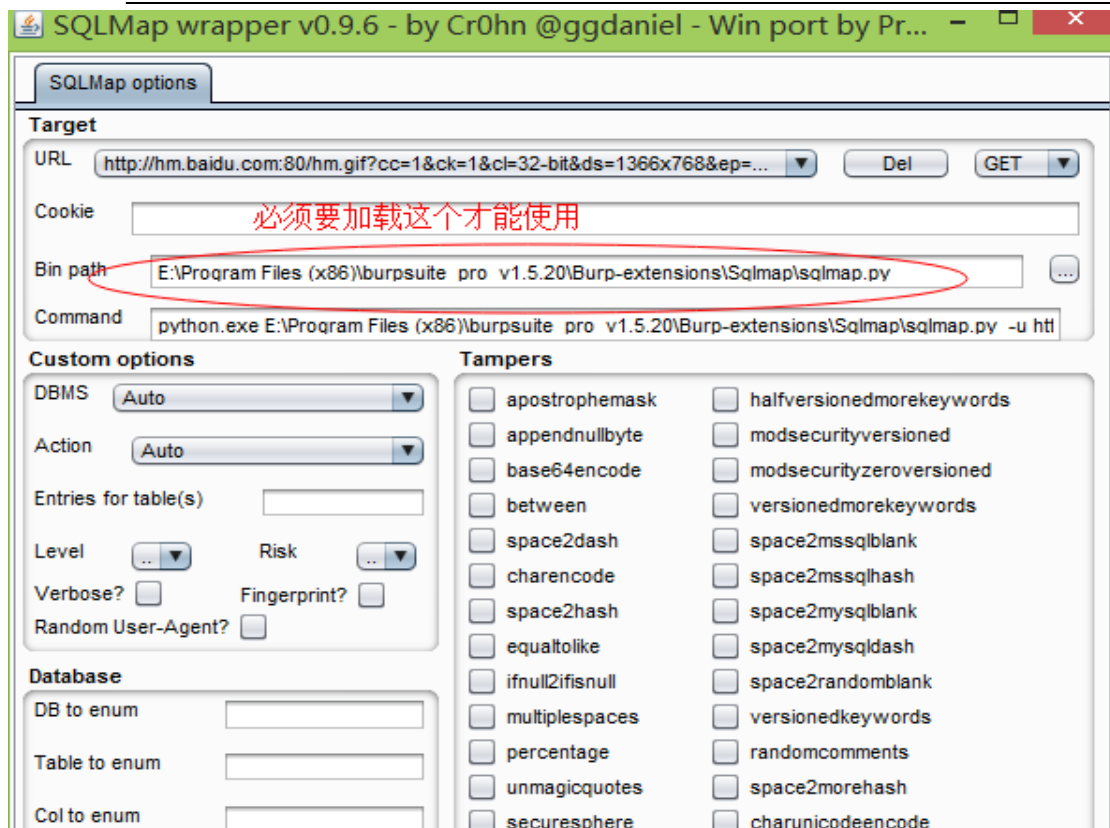 SQLMap wrapper v0.9.6 - by Cr0hn @ggdaniel - Win port by Pr...
SQLMap options
Target
URL http://hm.baidu.com:80/hm.gif?cc=1&ck=1&cl=32-bit&ds=1366x768&ep=... Del GET
Cookie 必须要加载这个才能使用
Bin path E:\Program Files (x86)\burpsuite pro v1.5.20\Burp-extensions\Sqlmap\sqlmap.py ...
Command python.exe E:\Program Files (x86)\burpsuite pro v1.5.20\Burp-extensions\Sqlmap\sqlmap.py -u htt
Custom options
DBMS Auto
Action Auto
Entries for table(s)
Level .. Risk ..
Verbose? Fingerprint?
Random User-Agent?
Database
DB to enum
Table to enum
Col to enum
Tampers
apostrophemask halfversionedmorekeywords
appendnullbyte modsecurityversioned
base64encode modsecurityzeroversioned
between versionedmorekeywords
space2dash space2mssqlblank
charencode space2mssqlhash
space2hash space2mysqlblank
equaltolike space2mysqldash
ifnull2ifisnull space2randomblank
multiplespaces versionedkeywords
percentage randomcomments
unmagicquotes space2morehash
securesphere charunicodeencode